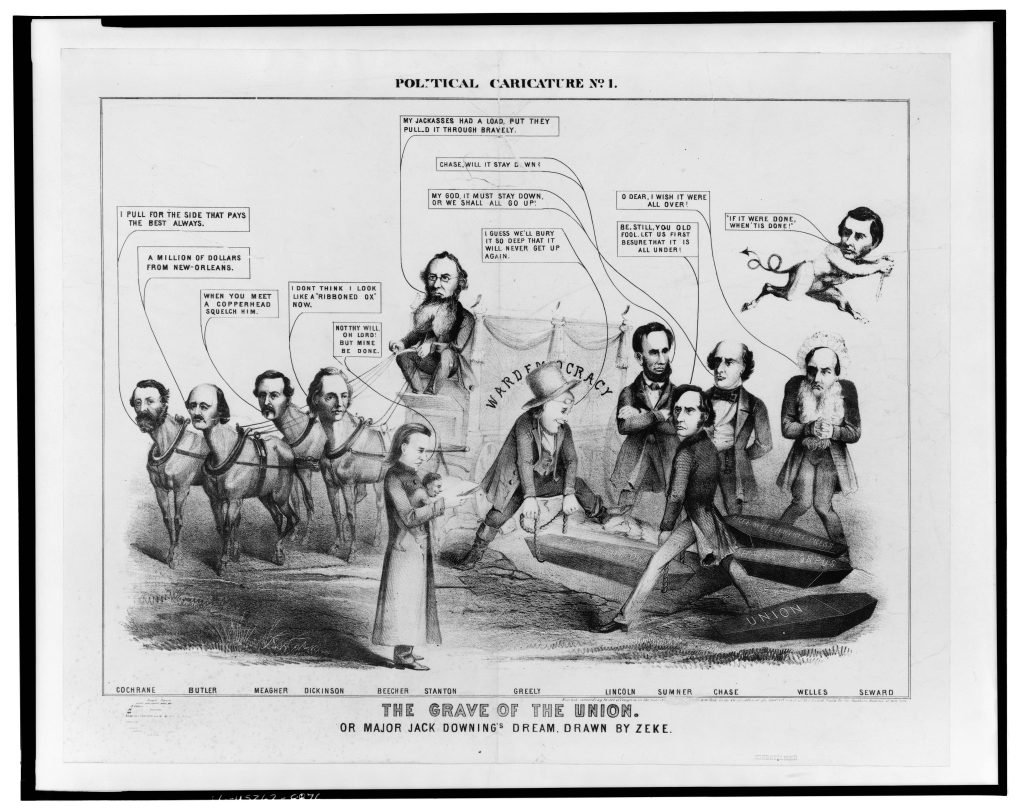 POLITICAL CARICATURE No 1.
MY JACKASSES HAD A LOAD, BUT THEY
PULL_D IT THROUGH BRAVELY.
CHASE, WILL IT STAY D WN?
MY GOD, IT MUST STAY DOWN,
OR WE SHALL ALL GO UP!
O DEAR, I WISH IT WERE
ALL OVER!
"IF IT WERE DONE,
WHEN 'TIS DONE!"
I PULL FOR THE SIDE THAT PAYS
THE BEST ALWAYS.
I GUESS WE'LL BURY
IT SO DEEP THAT IT
WILL NEVER GET UP
AGAIN.
BE, STILL, YOU OLD
FOOL. LET US FIRST
BESURE THAT IT IS
ALL UNDER!
A MILLION OF DOLLARS
FROM NEW-ORLEANS.
WHEN YOU MEET
A COPPERHEAD
SQUELCH HIM.
I DONT THINK I LOOK
LIKE A "RIBBONED OX"
NOW.
NOT THY WILL
OH LORD!
BUT MINE
BE DONE.
WAR DEMOCRACY
UNION
COCHRANE BUTLER MEAGHER DICKINSON BEECHER STANTON GREELY LINCOLN SUMNER CHASE WELLES SEWARD
THE GRAVE OF THE UNION.
OR MAJOR JACK DOWNING'S DREAM, DRAWN BY ZEKE.